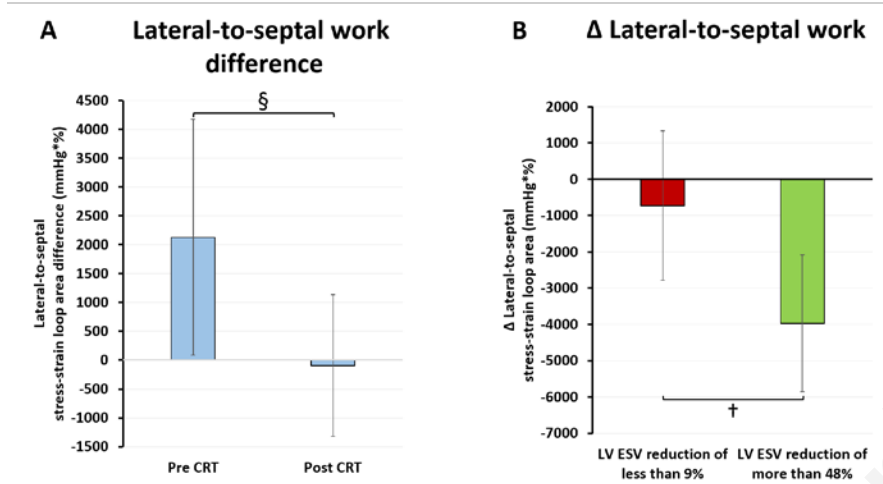 A
Lateral-to-septal work
difference
Lateral-to-septal
stress-strain loop area difference (mmHg*%)
4500
4000
3500
3000
2500
2000
1500
1000
500
0
-500
-1000
-1500
§
Pre CRT
Post CRT
B
Δ Lateral-to-septal work
Δ Lateral-to-septal
stress-strain loop area (mmHg*%)
2000
1000
0
-1000
-2000
-3000
-4000
-5000
-6000
-7000
†
LV ESV reduction of
less than 9%
LV ESV reduction of
more than 48%